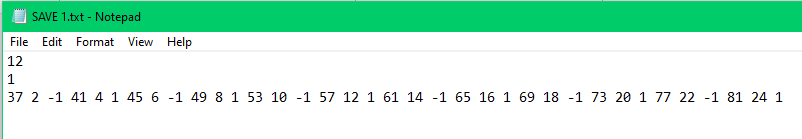 SAVE 1.txt - Notepad
File Edit Format View Help
12
1
37 2 -1 41 4 1 45 6 -1 49 8 1 53 10 -1 57 12 1 61 14 -1 65 16 1 69 18 -1 73 20 1 77 22 -1 81 24 1